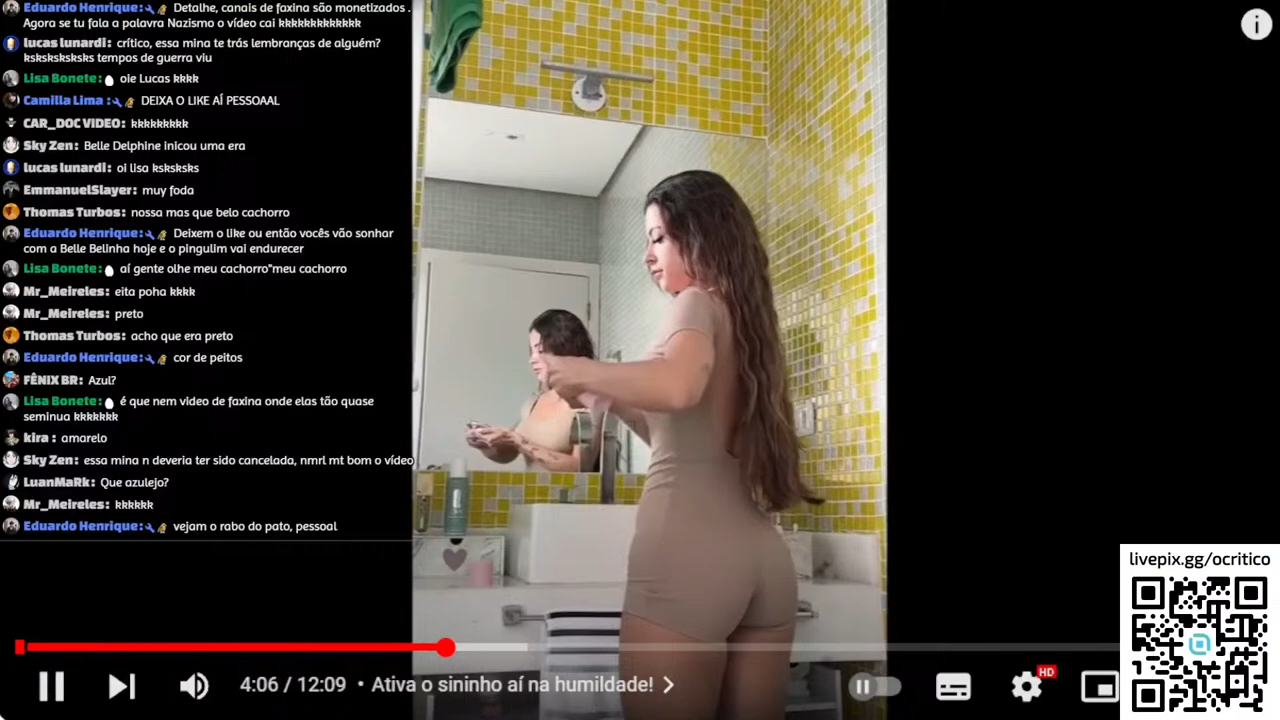 Eduardo Henrique: Detalhe, canais de faxina são monetizados .
Agora se tu fala a palavra Nazismo o vídeo cai kkkkkkkkkkkk
lucas lunardi: crítico, essa mina te trás lembranças de alguém?
ksksksksksks tempos de guerra viu
Lisa Bonete: oie Lucas kkkk
Camilla Lima : DEIXA O LIKE AÍ PESSOAAL
CAR_DOC VIDEO: kkkkkkkkk
Sky Zen: Belle Delphine inicou uma era
lucas lunardi: oi lisa ksksksks
EmmanuelSlayer: muy foda
Thomas Turbos: nossa mas que belo cachorro
Eduardo Henrique: Deixem o like ou então vocês vão sonhar
com a Belle Belinha hoje e o pingulim vai endurecer
Lisa Bonete: aí gente olhe meu cachorro"meu cachorro
Mr_Meireles: eita poha kkkk
Mr_Meireles: preto
Thomas Turbos: acho que era preto
Eduardo Henrique: cor de peitos
FÊNIX BR: Azul?
Lisa Bonete: é que nem video de faxina onde elas tão quase
seminua kkkkkkk
kira : amarelo
Sky Zen: essa mina n deveria ter sido cancelada, nmrl mt bom o vídeo
LuanMaRk: Que azulejo?
Mr_Meireles: kkkkkk
Eduardo Henrique: vejam o rabo do pato, pessoal
livepix.gg/ocritico
4:06 / 12:09 • Ativa o sininho aí na humildade!
HD